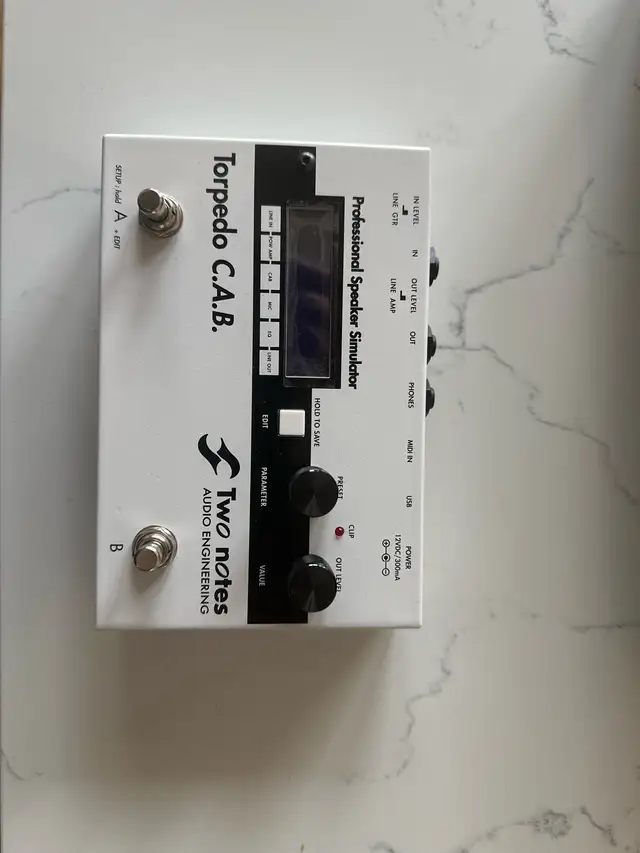 IN LEVEL
LINE GTR
IN
OUT LEVEL
LINE AMP
OUT
PHONES
MIDI IN
USB
POWER
12VDC/300mA
Professional Speaker Simulator
HOLD TO SAVE
PRESET
CLIP
OUT LEVEL
LINE IN
POW AMP
CAB
MIC
EQ
LINE OUT
EDIT
PARAMETER
VALUE
Torpedo C.A.B.
Two notes
AUDIO ENGINEERING
SETUP : hold A + EDIT
B